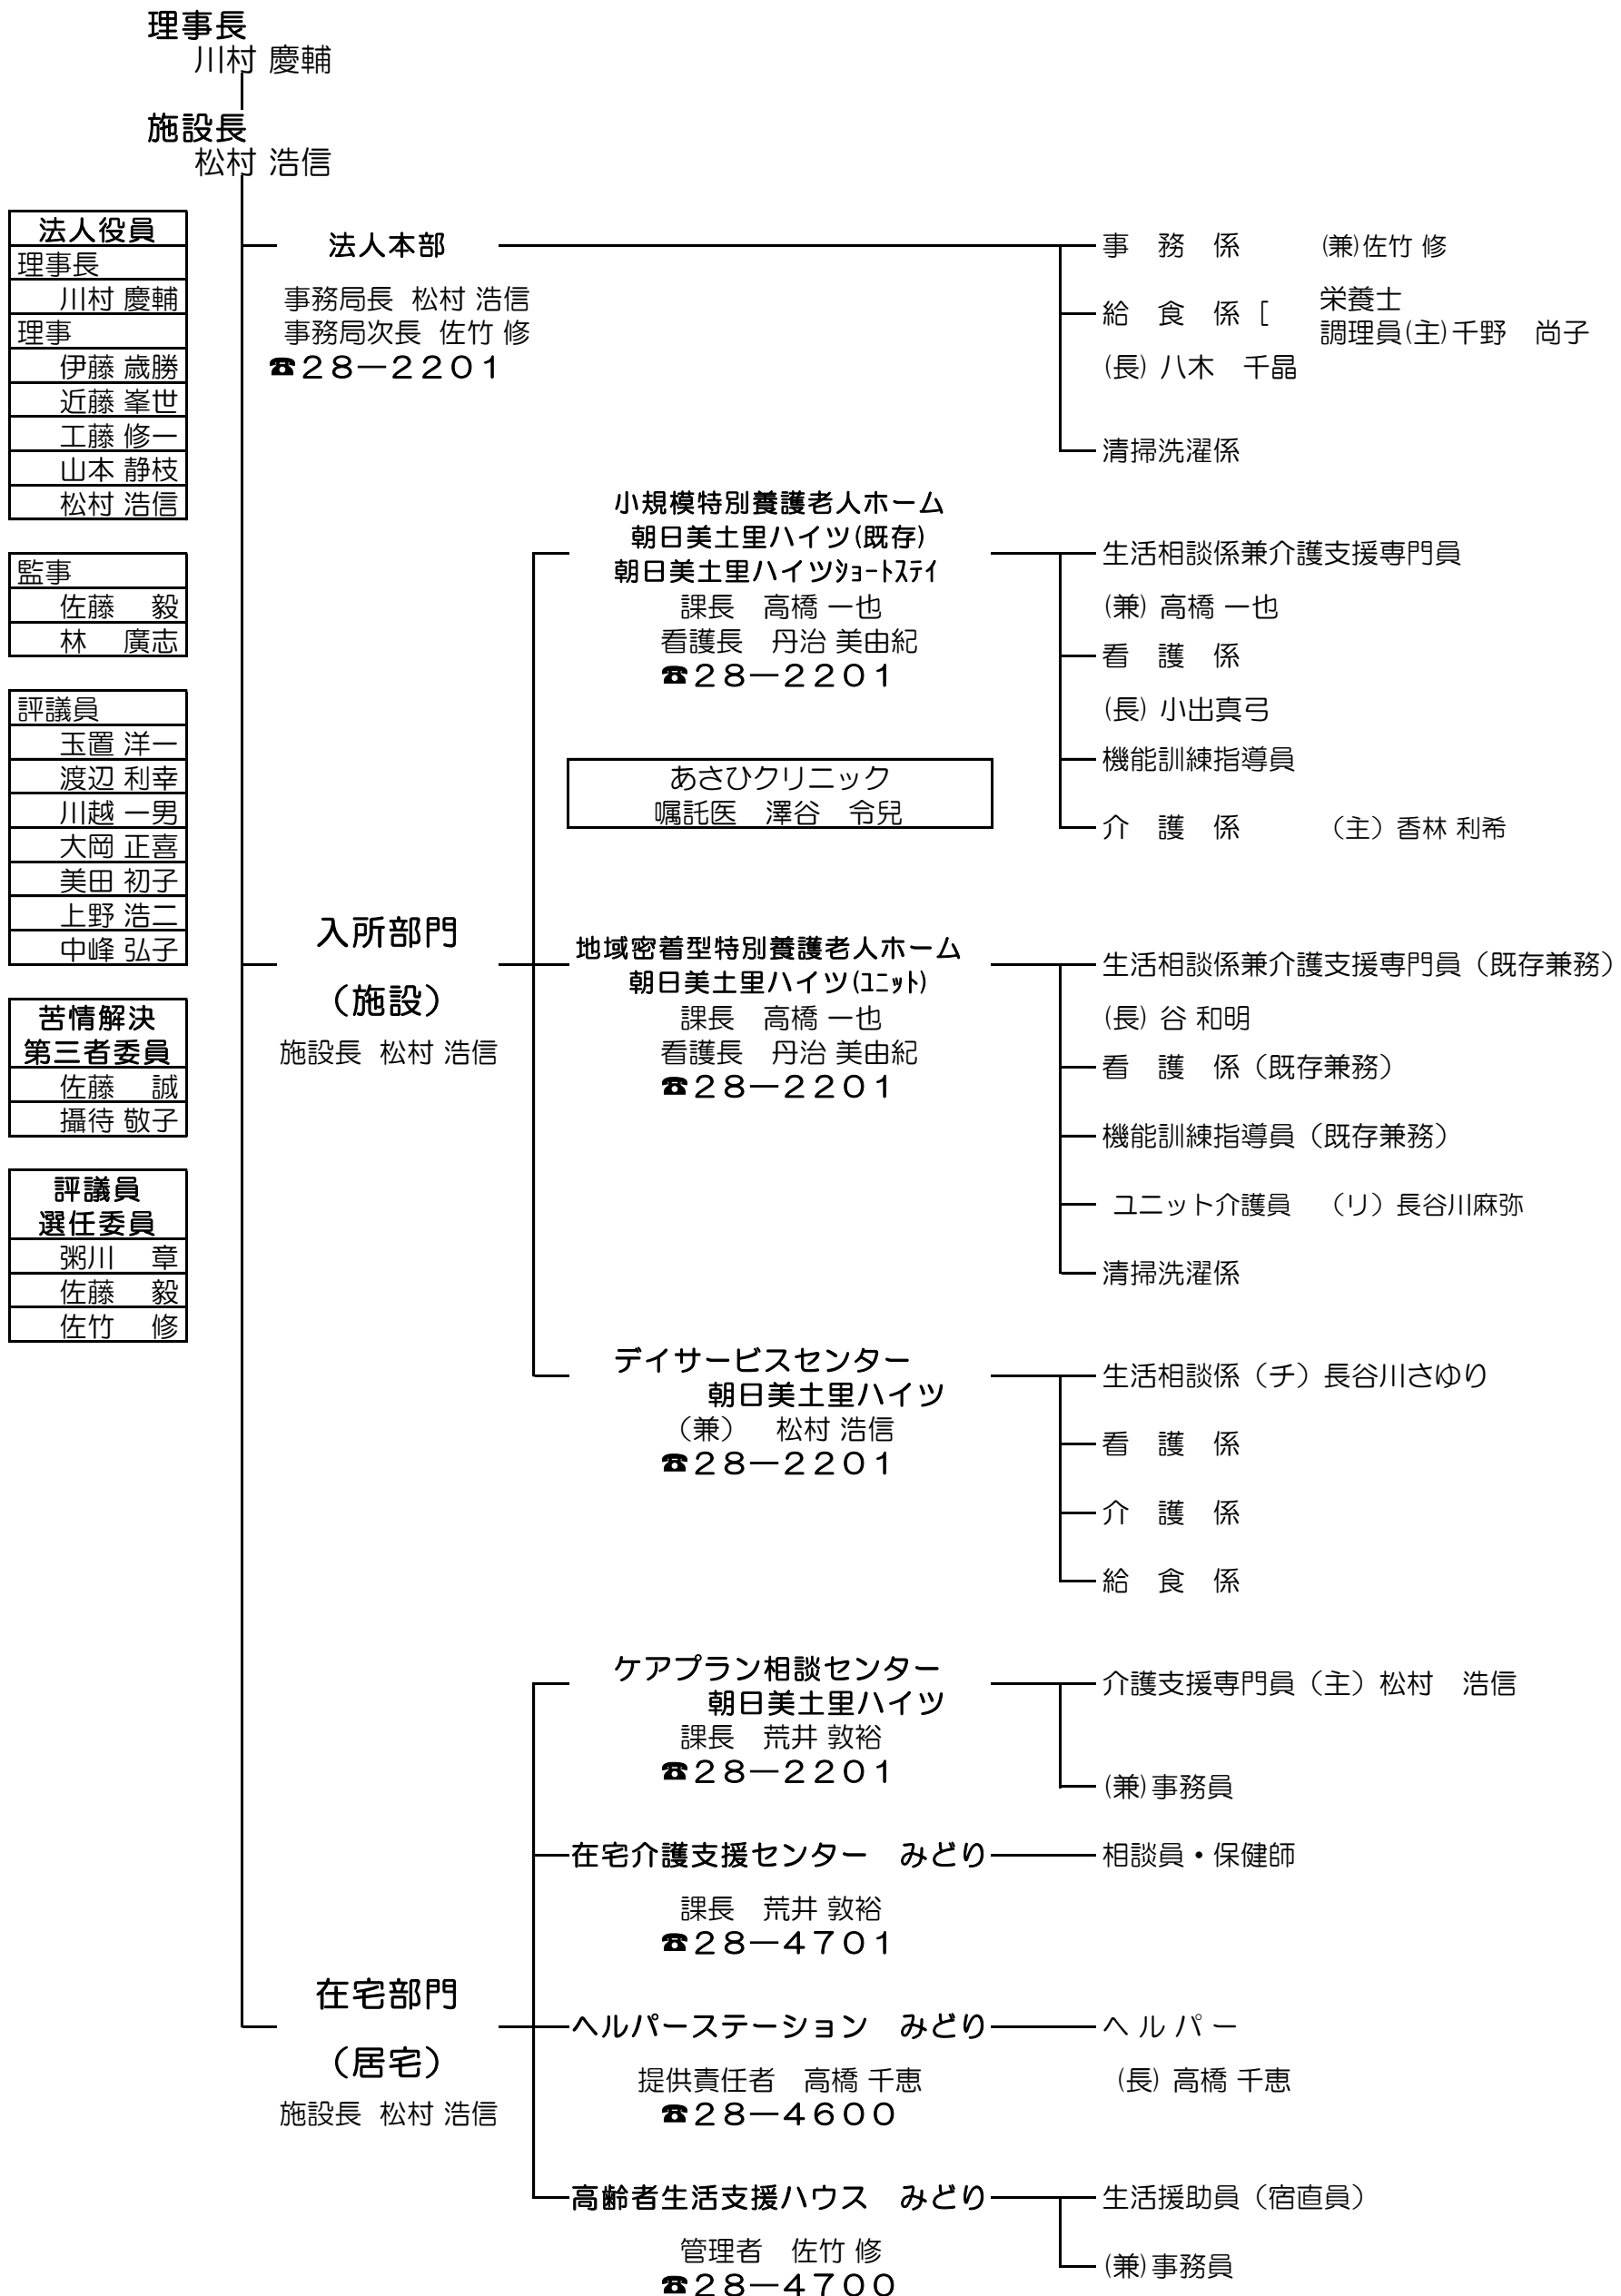 理事長
川村 慶輔
施設長
松村 浩信
法人役員
理事長
川村 慶輔
理事
伊藤 歳勝
近藤 峯世
工藤 修一
山本 静枝
松村 浩信
監事
佐藤　毅
林　廣志
評議員
玉置 洋一
渡辺 利幸
川越 一男
大岡 正喜
美田 初子
上野 浩二
中峰 弘子
苦情解決
第三者委員
佐藤　誠
攝待 敬子
評議員
選任委員
粥川　章
佐藤　毅
佐竹　修
法人本部
事務局長 松村 浩信
事務局次長 佐竹 修
☎２８－２２０１
事　務　係　(兼)佐竹 修
給　食　係 [　栄養士
調理員(主)千野　尚子
(長) 八木　千晶
清掃洗濯係
入所部門
（施設）
施設長 松村 浩信
小規模特別養護老人ホーム
朝日美土里ハイツ(既存)
朝日美土里ハイツｼｮｰﾄｽﾃｲ
課長　高橋 一也
看護長　丹治 美由紀
☎２８－２２０１
生活相談係兼介護支援専門員
(兼) 高橋 一也
看　護　係
(長) 小出真弓
機能訓練指導員
介　護　係　（主）香林 利希
あさひクリニック
嘱託医　澤谷　令兒
地域密着型特別養護老人ホーム
朝日美土里ハイツ(ﾕﾆｯﾄ)
課長　高橋 一也
看護長　丹治 美由紀
☎２８－２２０１
生活相談係兼介護支援専門員（既存兼務）
(長) 谷 和明
看　護　係（既存兼務）
機能訓練指導員（既存兼務）
ユニット介護員　（リ）長谷川麻弥
清掃洗濯係
デイサービスセンター
朝日美土里ハイツ
（兼）　松村 浩信
☎２８－２２０１
生活相談係（チ）長谷川さゆり
看　護　係
介　護　係
給　食　係
在宅部門
（居宅）
施設長 松村 浩信
ケアプラン相談センター
朝日美土里ハイツ
課長　荒井 敦裕
☎２８－２２０１
介護支援専門員（主）松村　浩信
(兼)事務員
在宅介護支援センター　みどり
課長　荒井 敦裕
☎２８－４７０１
相談員・保健師
ヘルパーステーション　みどり
提供責任者　高橋 千恵
☎２８－４６００
ヘ ル パ ー
(長) 高橋 千恵
高齢者生活支援ハウス　みどり
管理者　佐竹 修
☎２８－４７００
生活援助員（宿直員）
(兼)事務員